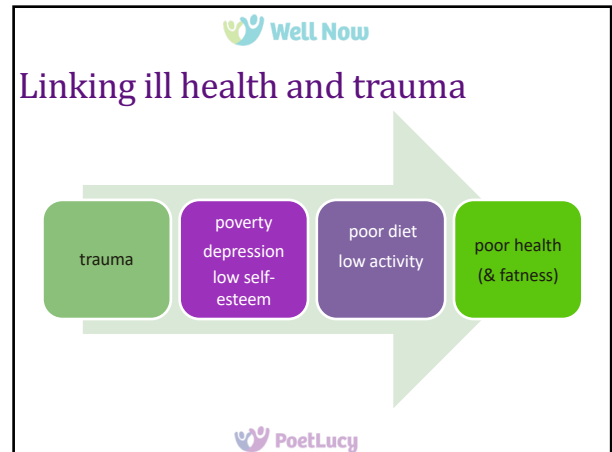 Well Now
Linking ill health and trauma
trauma
poverty
depression
low self-
esteem
poor diet
low activity
poor health
(& fatness)
PoetLucy